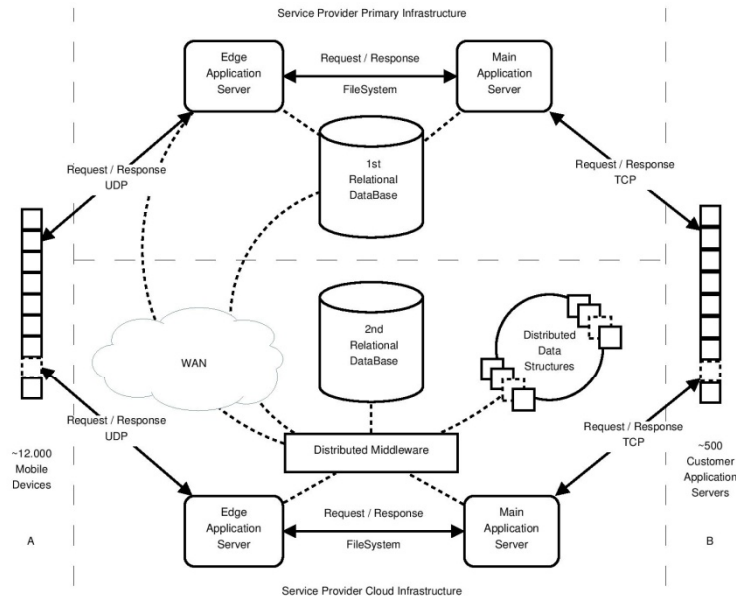 Service Provider Primary Infrastructure
Edge
Application
Server
Request / Response
FileSystem
Main
Application
Server
1st
Relational
DataBase
Request / Response
UDP
Request / Response
TCP
WAN
2nd
Relational
DataBase
Distributed
Data
Structures
Distributed Middleware
Request / Response
UDP
Request / Response
TCP
~12.000
Mobile
Devices
A
~500
Customer
Application
Servers
B
Edge
Application
Server
Request / Response
FileSystem
Main
Application
Server
Service Provider Cloud Infrastructure